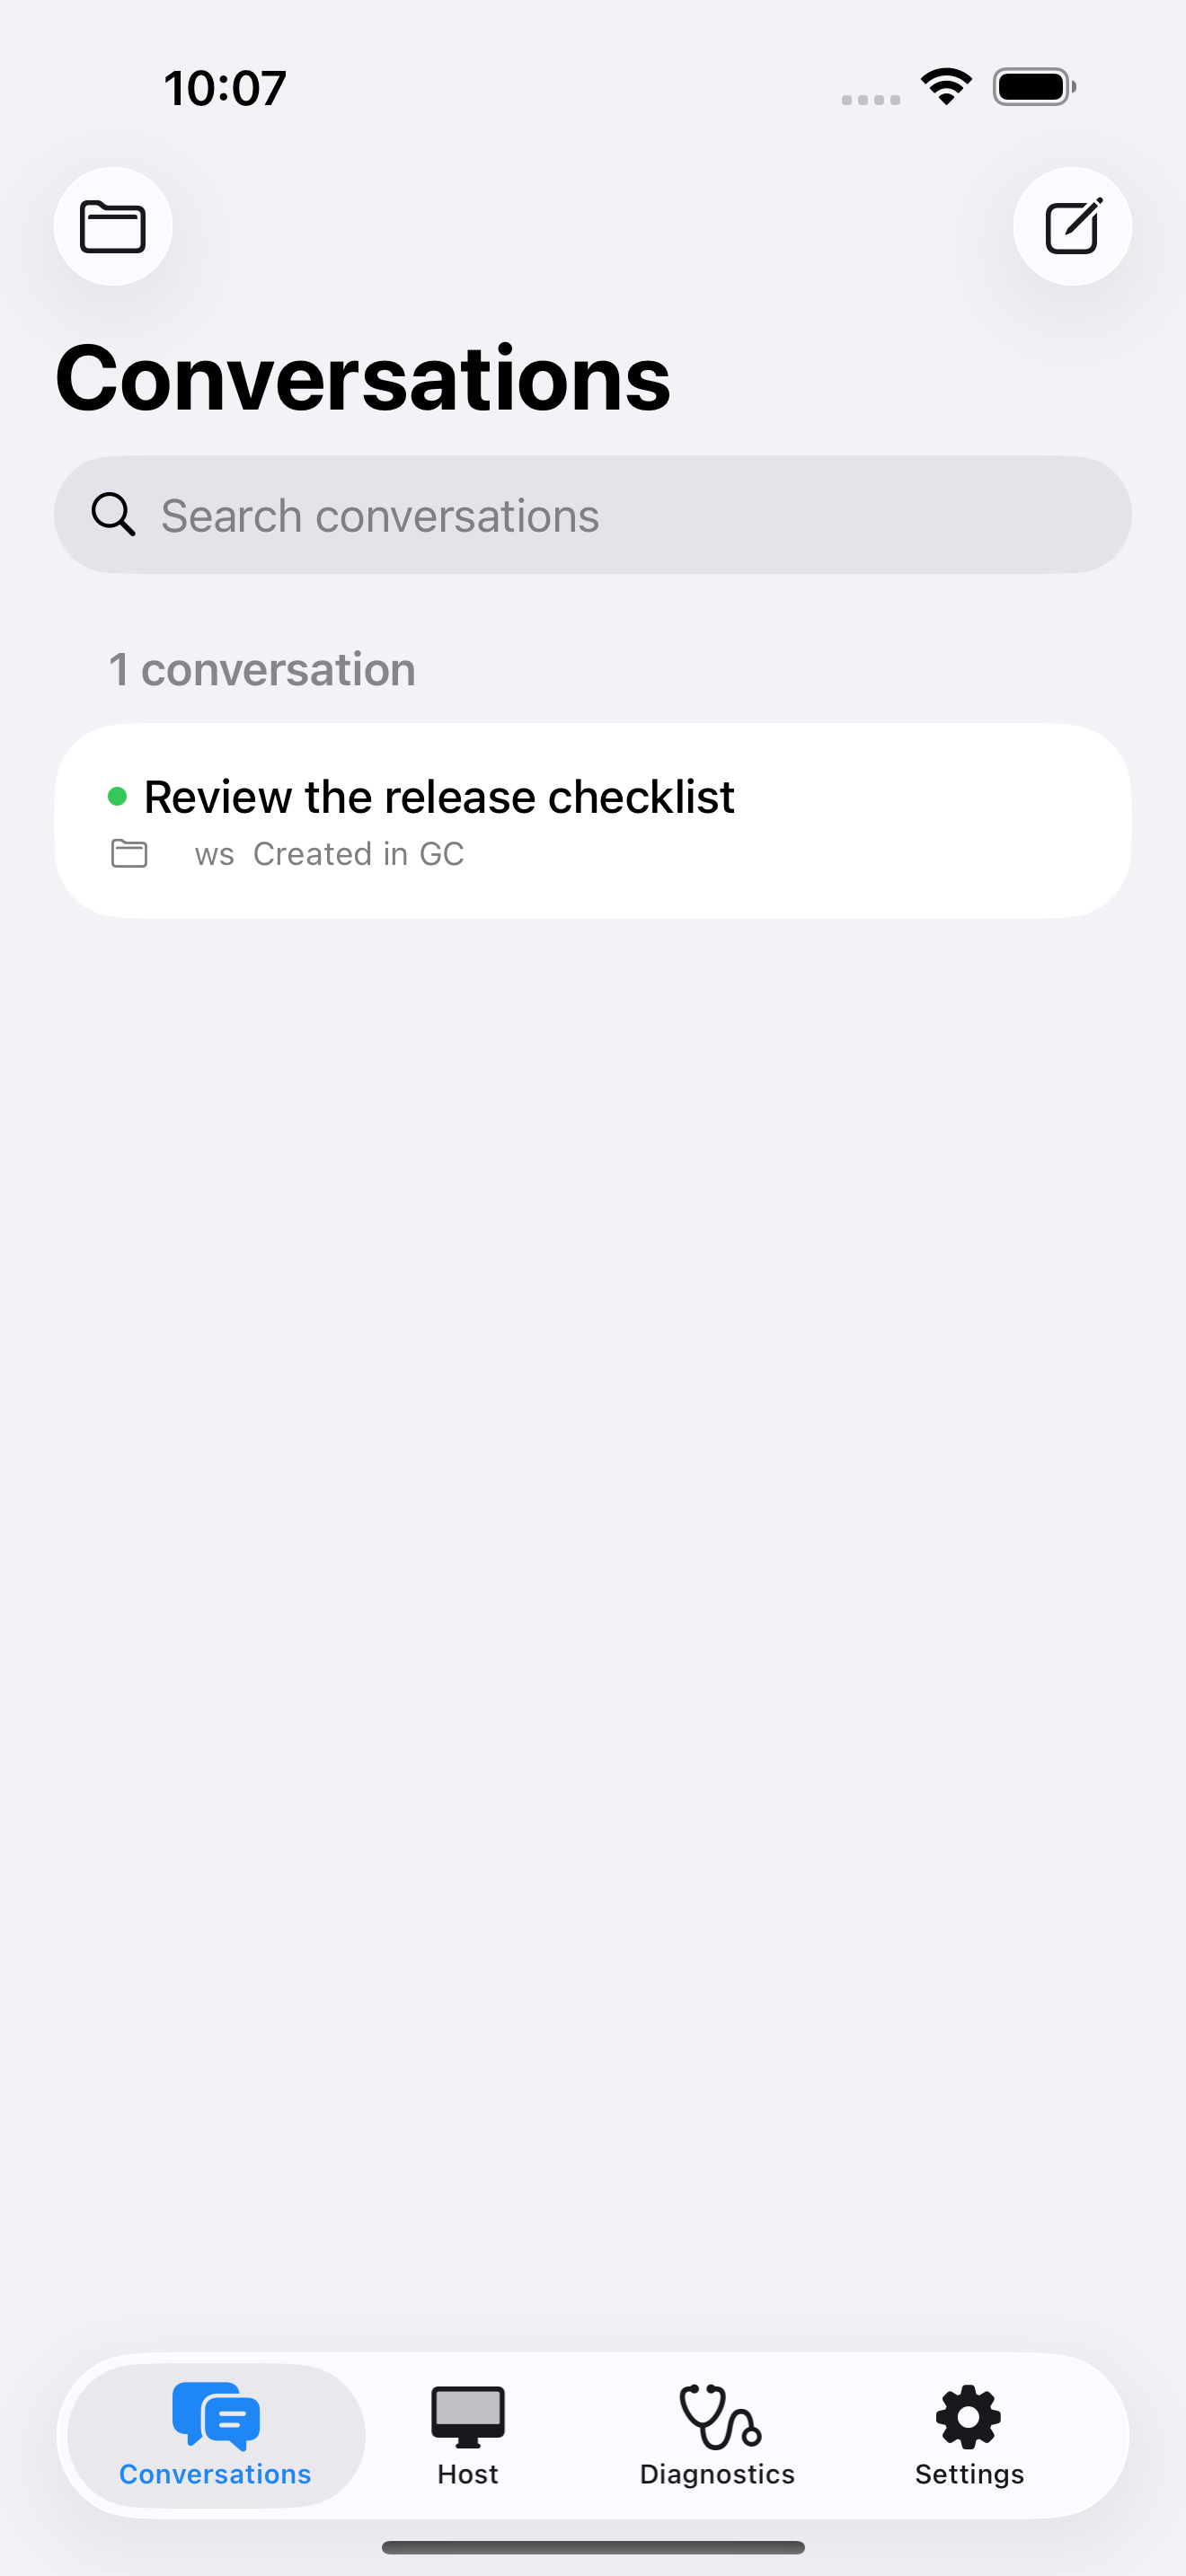 10:07
Conversations
Search conversations
1 conversation
Review the release checklist
ws Created in GC
Conversations
Host
Diagnostics
Settings